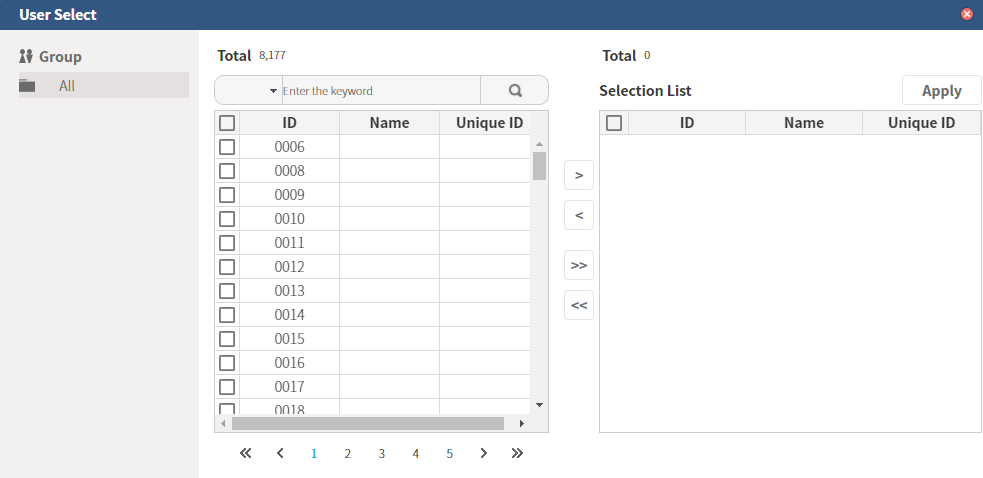 User Select
Group
All
Total 8,177
Enter the keyword
ID Name Unique ID
0006
0008
0009
0010
0011
0012
0013
0014
0015
0016
0017
0018
1 2 3 4 5
>
<
>>
<<
Total 0
Selection List Apply
ID Name Unique ID